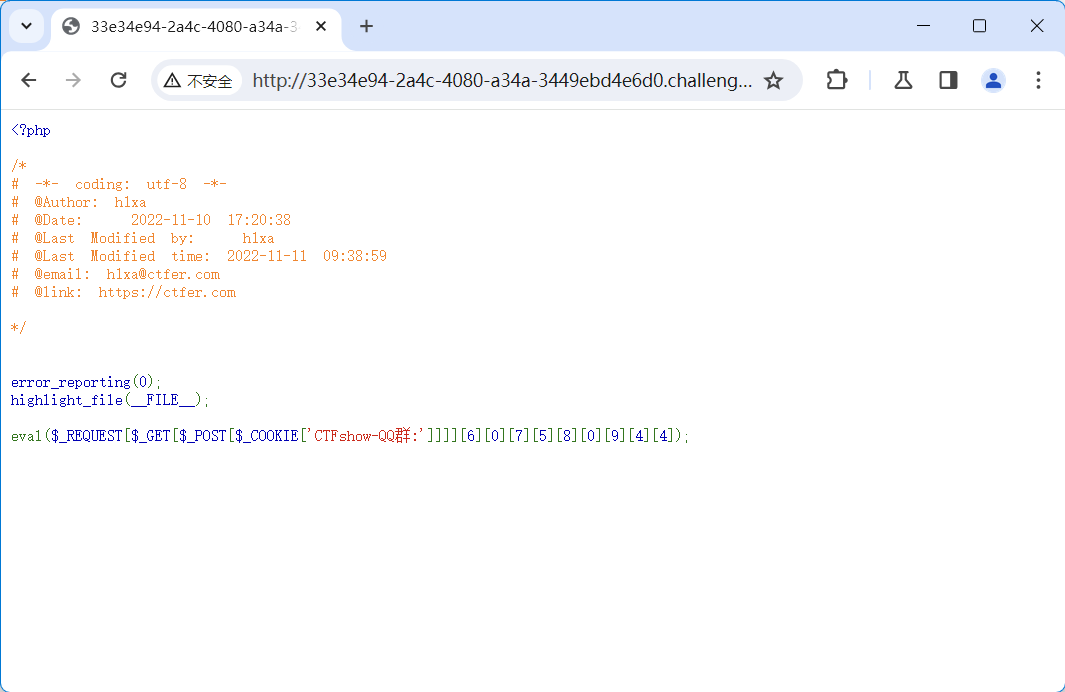 33e34e94-2a4c-4080-a34a-3
不安全
http://33e34e94-2a4c-4080-a34a-3449ebd4e6d0.challeng...
<?php
/*
# -*- coding: utf-8 -*-
# @Author: h1xa
# @Date: 2022-11-10 17:20:38
# @Last Modified by: h1xa
# @Last Modified time: 2022-11-11 09:38:59
# @email: h1xa@ctfer.com
# @link: https://ctfer.com
*/
error_reporting(0);
highlight_file(__FILE__);
eval($_REQUEST[$_GET[$_POST[$_COOKIE['CTFshow-QQ群:']]]][6][0][7][5][8][0][9][4][4]);